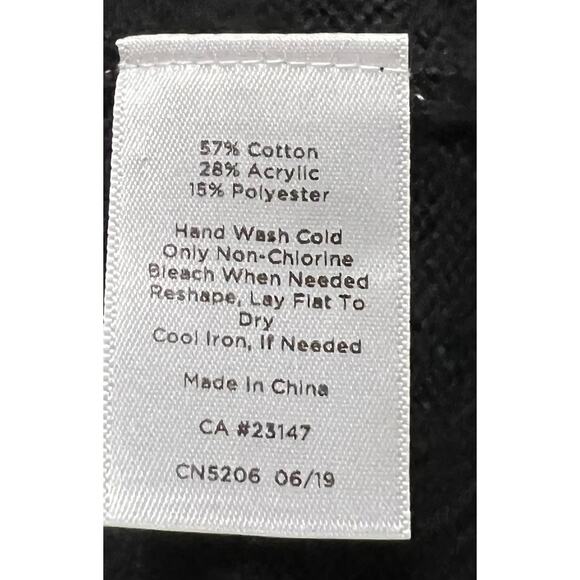 57% Cotton
28% Acrylic
15% Polyester
Hand Wash Cold
Only Non-Chlorine
Bleach When Needed
Reshape, Lay Flat To
Dry
Cool Iron, If Needed
Made In China
CA #23147
CN5206 06/19